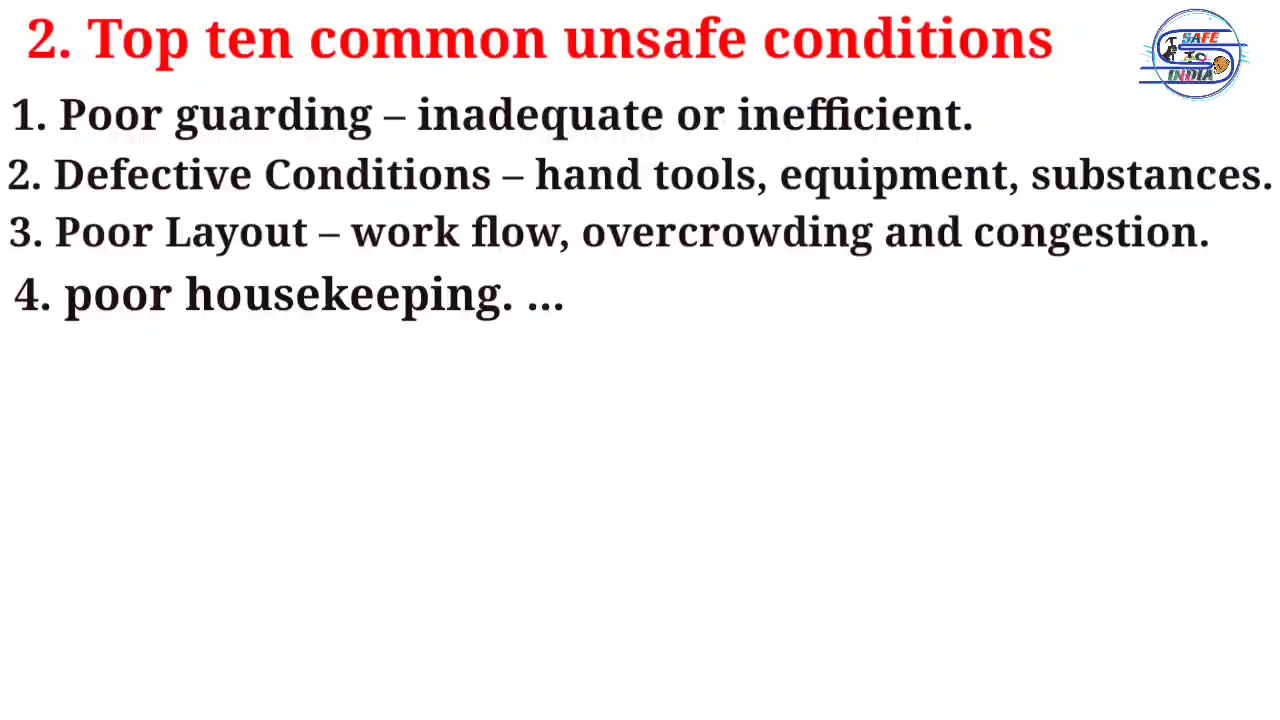 2. Top ten common unsafe conditions
SAFE
TO
INDIA
1. Poor guarding – inadequate or inefficient.
2. Defective Conditions – hand tools, equipment, substances.
3. Poor Layout – work flow, overcrowding and congestion.
4. poor housekeeping. ...